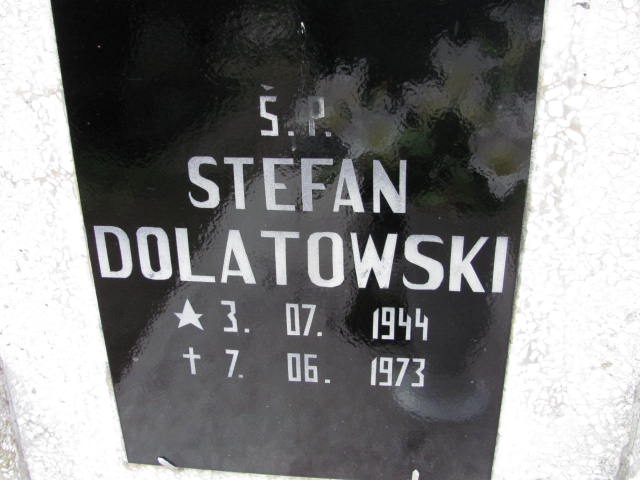 Ś.P.
STEFAN
DOLATOWSKI
★ 3. 07. 1944
✝ 7. 06. 1973